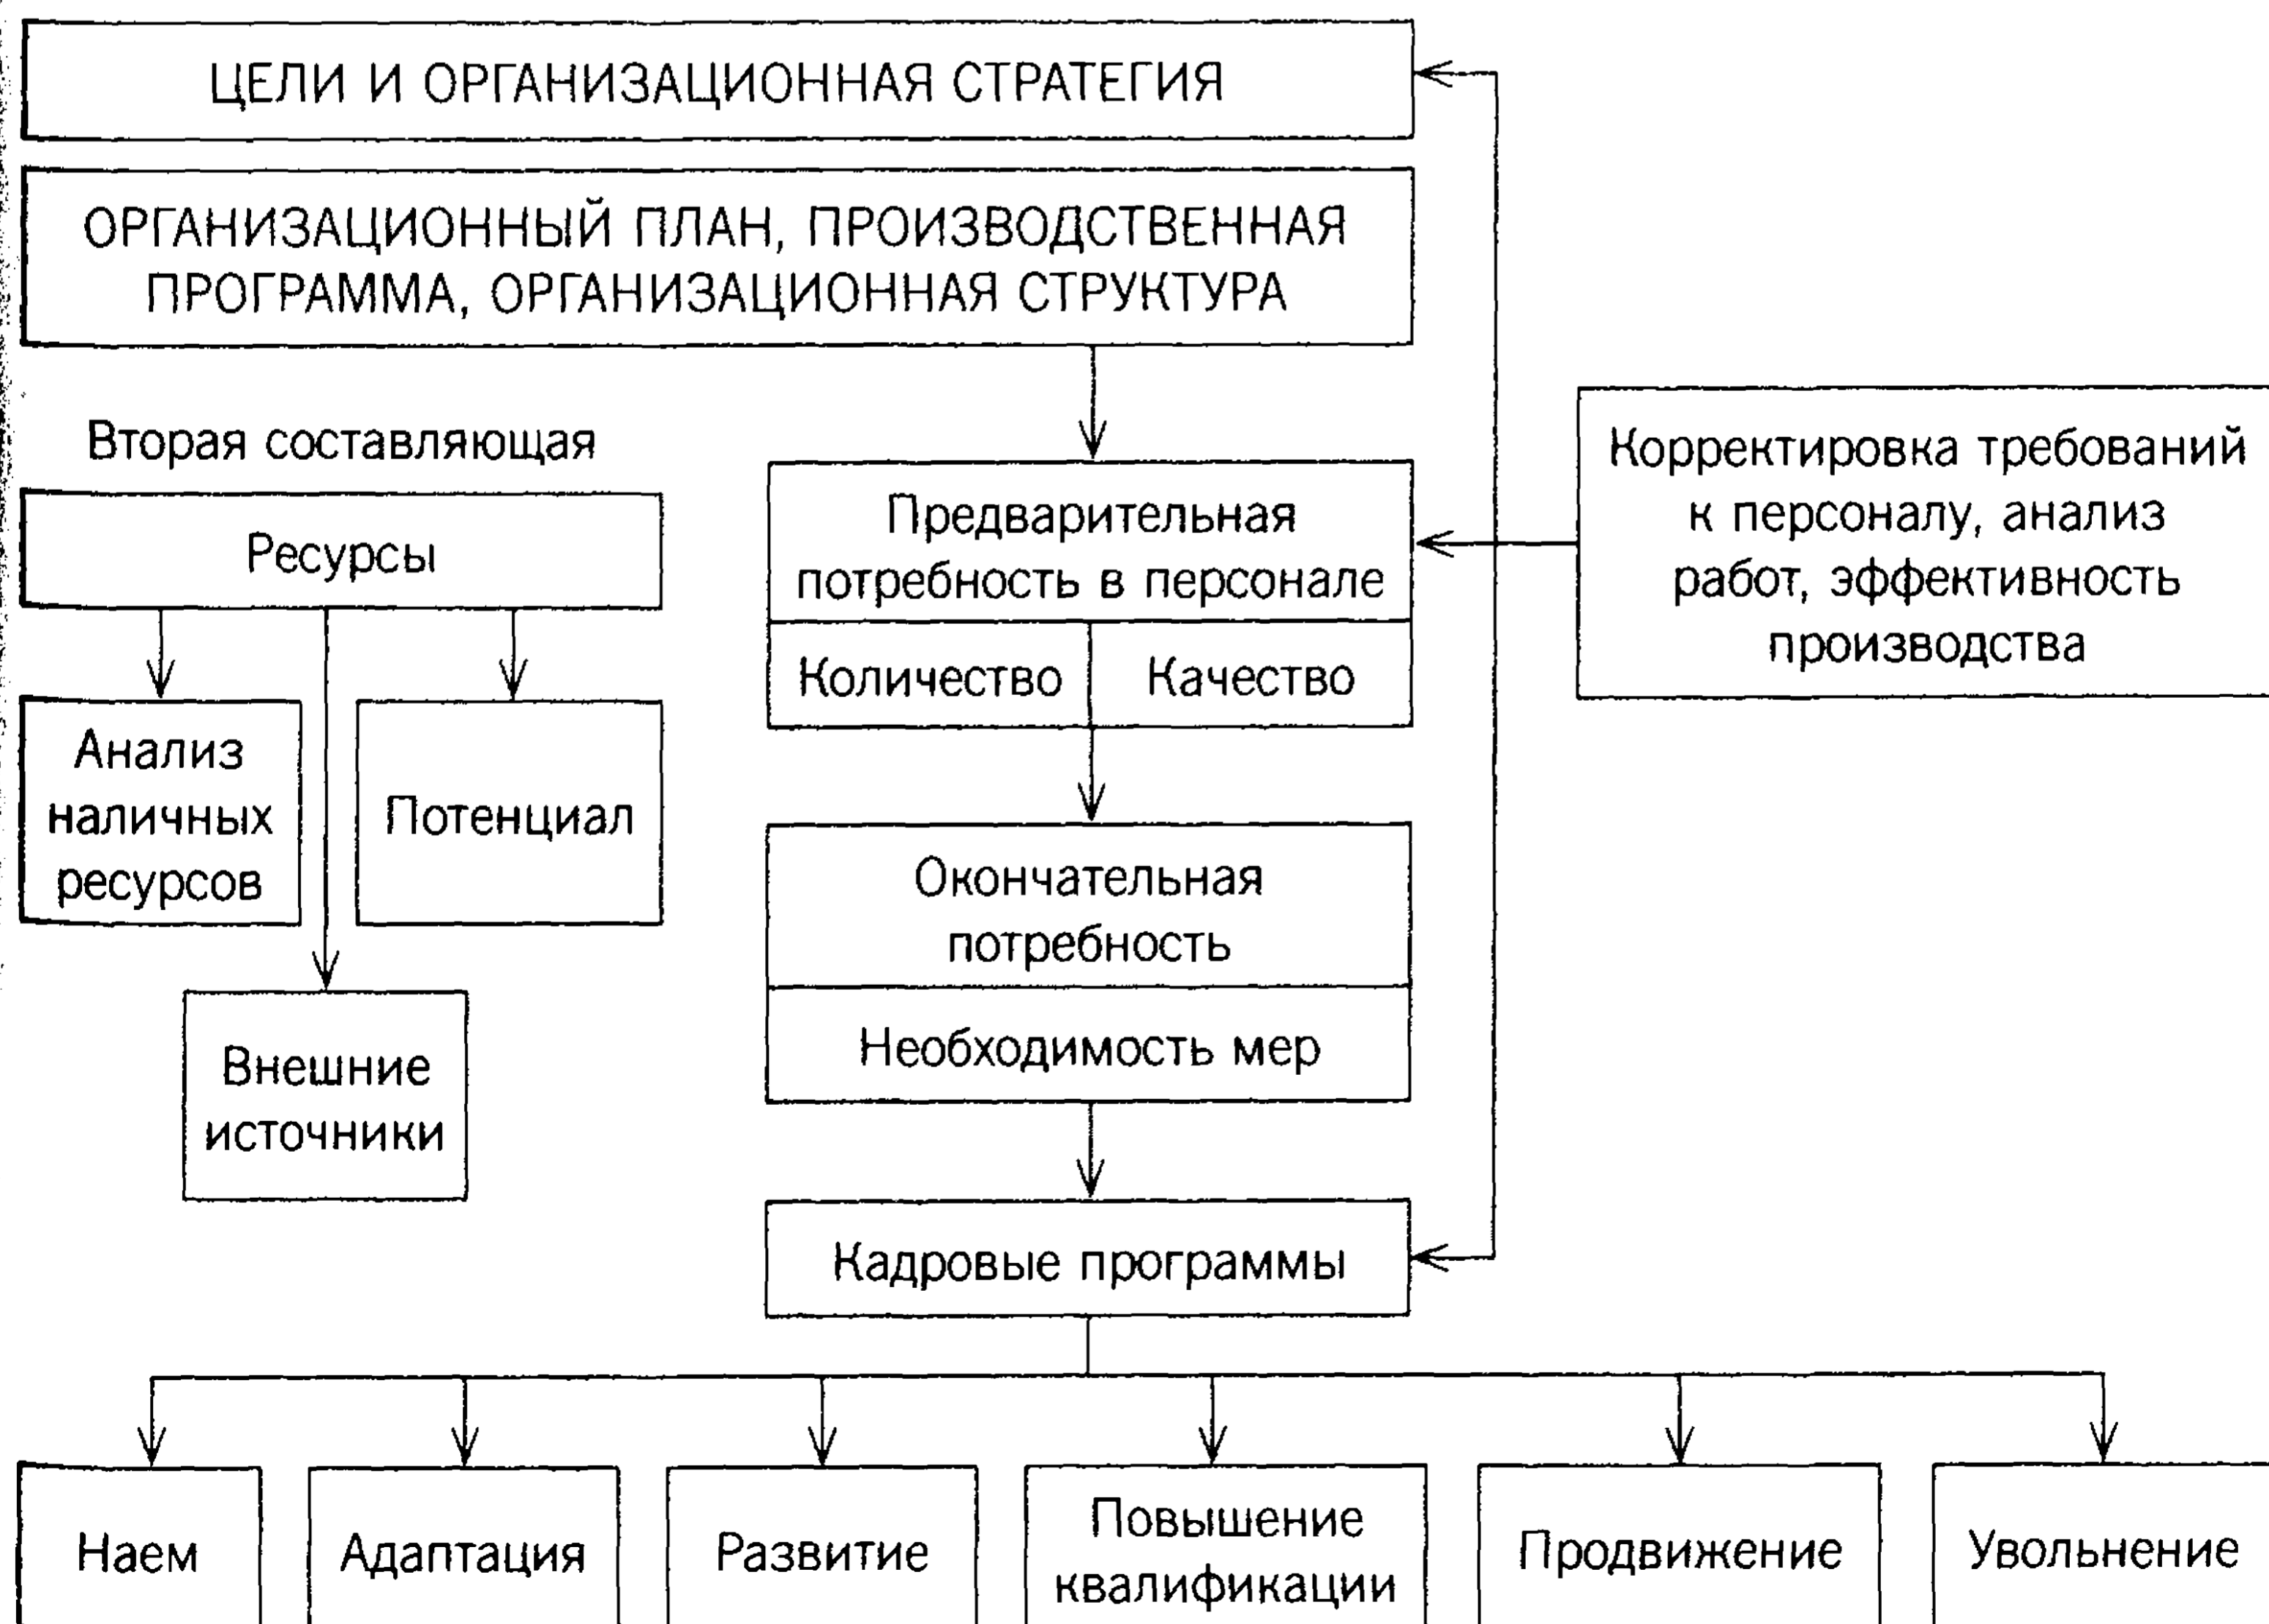 ЦЕЛИ И ОРГАНИЗАЦИОННАЯ СТРАТЕГИЯ
ОРГАНИЗАЦИОННЫЙ ПЛАН, ПРОИЗВОДСТВЕННАЯ
ПРОГРАММА, ОРГАНИЗАЦИОННАЯ СТРУКТУРА
Вторая составляющая
Ресурсы
Анализ
наличных
ресурсов
Потенциал
Внешние
источники
Предварительная
потребность в персонале
Количество
Качество
Корректировка требований
к персоналу, анализ
работ, эффективность
производства
Окончательная
потребность
Необходимость мер
Кадровые программы
Наем
Адаптация
Развитие
Повышение
квалификации
Продвижение
Увольнение